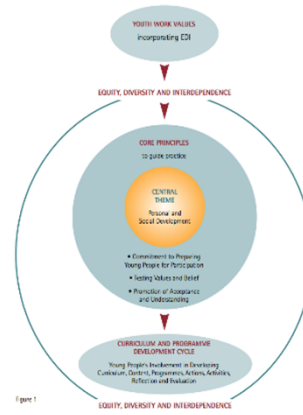 YOUTH WORK VALUES
incorporating EDI
EQUITY, DIVERSITY AND INTERDEPENDENCE
CORE PRINCIPLES
to guide practice
CENTRAL
THEME
Personal and
Social Development
• Commitment to Preparing
Young People for Participation
• Testing Values and Belief
• Promotion of Acceptance
and Understanding
CURRICULUM AND PROGRAMME
DEVELOPMENT CYCLE
Young People's Involvement in Developing
Curriculum, Content, Programmes, Actions, Activities,
Reflection and Evaluation
Figure 1
EQUITY, DIVERSITY AND INTERDEPENDENCE